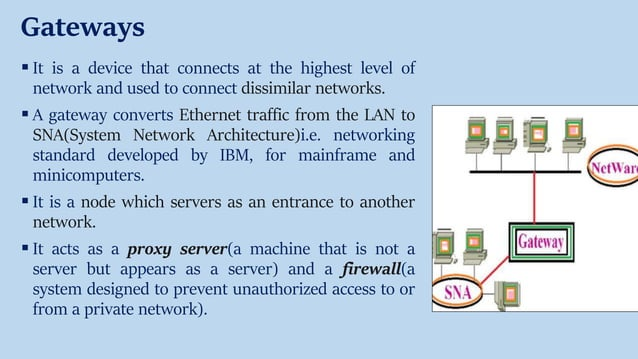 Gateways
▪ It is a device that connects at the highest level of
network and used to connect dissimilar networks.
▪ A gateway converts Ethernet traffic from the LAN to
SNA(System Network Architecture)i.e. networking
standard developed by IBM, for mainframe and
minicomputers.
▪ It is a node which servers as an entrance to another
network.
▪ It acts as a proxy server(a machine that is not a
server but appears as a server) and a firewall(a
system designed to prevent unauthorized access to or
from a private network).
NetWare
Gateway
SNA